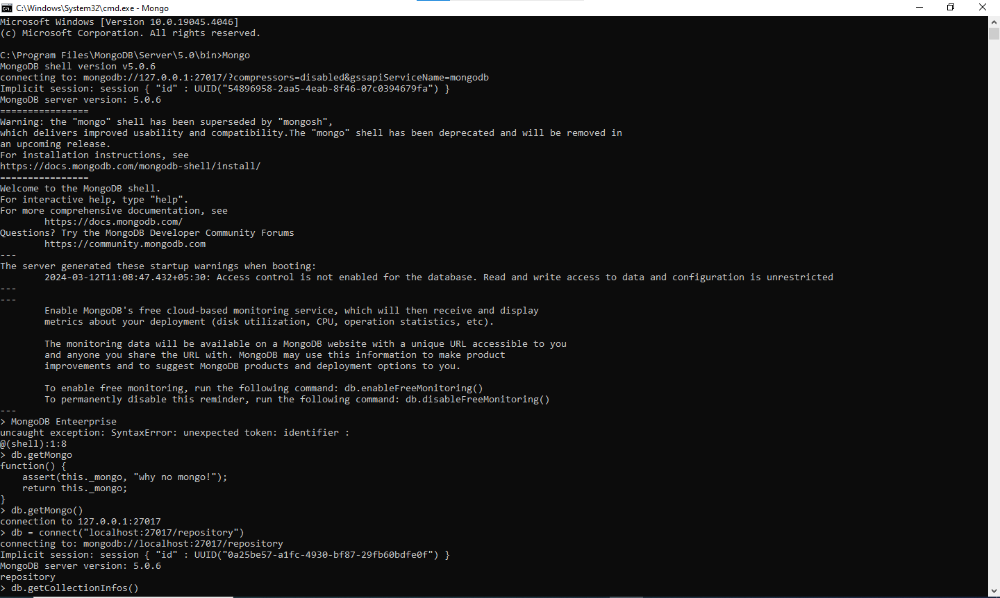 C:\Windows\System32\cmd.exe - Mongo
Microsoft Windows [Version 10.0.19045.4046]
(c) Microsoft Corporation. All rights reserved.
C:\Program Files\MongoDB\Server\5.0\bin>Mongo
MongoDB shell version v5.0.6
connecting to: mongodb://127.0.0.1:27017/?compressors=disabled&gssapiServiceName=mongodb
Implicit session: session { "id" : UUID("54896958-2aa5-4eab-8f46-07c0394679fa") }
MongoDB server version: 5.0.6
================
Warning: the "mongo" shell has been superseded by "mongosh",
which delivers improved usability and compatibility.The "mongo" shell has been deprecated and will be removed in
an upcoming release.
For installation instructions, see
https://docs.mongodb.com/mongodb-shell/install/
================
Welcome to the MongoDB shell.
For interactive help, type "help".
For more comprehensive documentation, see
        https://docs.mongodb.com/
Questions? Try the MongoDB Developer Community Forums
        https://community.mongodb.com
---
The server generated these startup warnings when booting:
        2024-03-12T11:08:47.432+05:30: Access control is not enabled for the database. Read and write access to data and configuration is unrestricted
---
---
        Enable MongoDB's free cloud-based monitoring service, which will then receive and display
        metrics about your deployment (disk utilization, CPU, operation statistics, etc).
        The monitoring data will be available on a MongoDB website with a unique URL accessible to you
        and anyone you share the URL with. MongoDB may use this information to make product
        improvements and to suggest MongoDB products and deployment options to you.
        To enable free monitoring, run the following command: db.enableFreeMonitoring()
        To permanently disable this reminder, run the following command: db.disableFreeMonitoring()
---
> MongoDB Enteerprise
uncaught exception: SyntaxError: unexpected token: identifier :
@(shell):1:8
> db.getMongo
function() {
    assert(this._mongo, "why no mongo!");
    return this._mongo;
}
> db.getMongo()
connection to 127.0.0.1:27017
> db = connect("localhost:27017/repository")
connecting to: mongodb://localhost:27017/repository
Implicit session: session { "id" : UUID("0a25be57-a1fc-4930-bf87-29fb60bdfe0f") }
MongoDB server version: 5.0.6
repository
> db.getCollectionInfos()